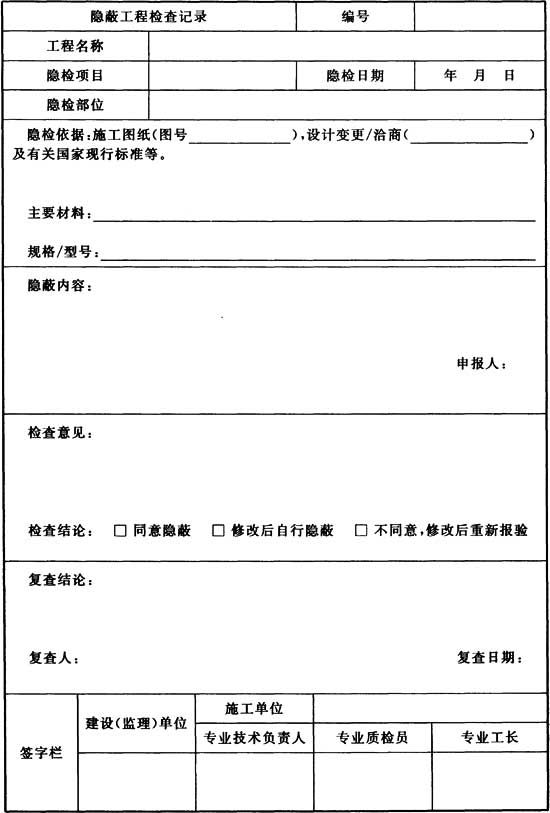 隐蔽工程检查记录 编号
工程名称
隐检项目 隐检日期 年 月 日
隐检部位
隐检依据:施工图纸(图号__________),设计变更/洽商(____________)
及有关国家现行标准等。
主要材料:
规格/型号:
隐蔽内容:
申报人:
检查意见:
检查结论: □ 同意隐蔽 □ 修改后自行隐蔽 □ 不同意,修改后重新报验
复查结论:
复查人: 复查日期:
签字栏
建设(监理)单位
施工单位
专业技术负责人 专业质检员 专业工长